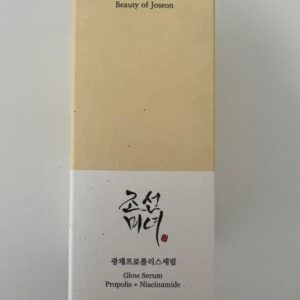 Beauty of Joseon
조선
미녀
광채프로폴리스세럼
Glow Serum
Propolis + Niacinamide